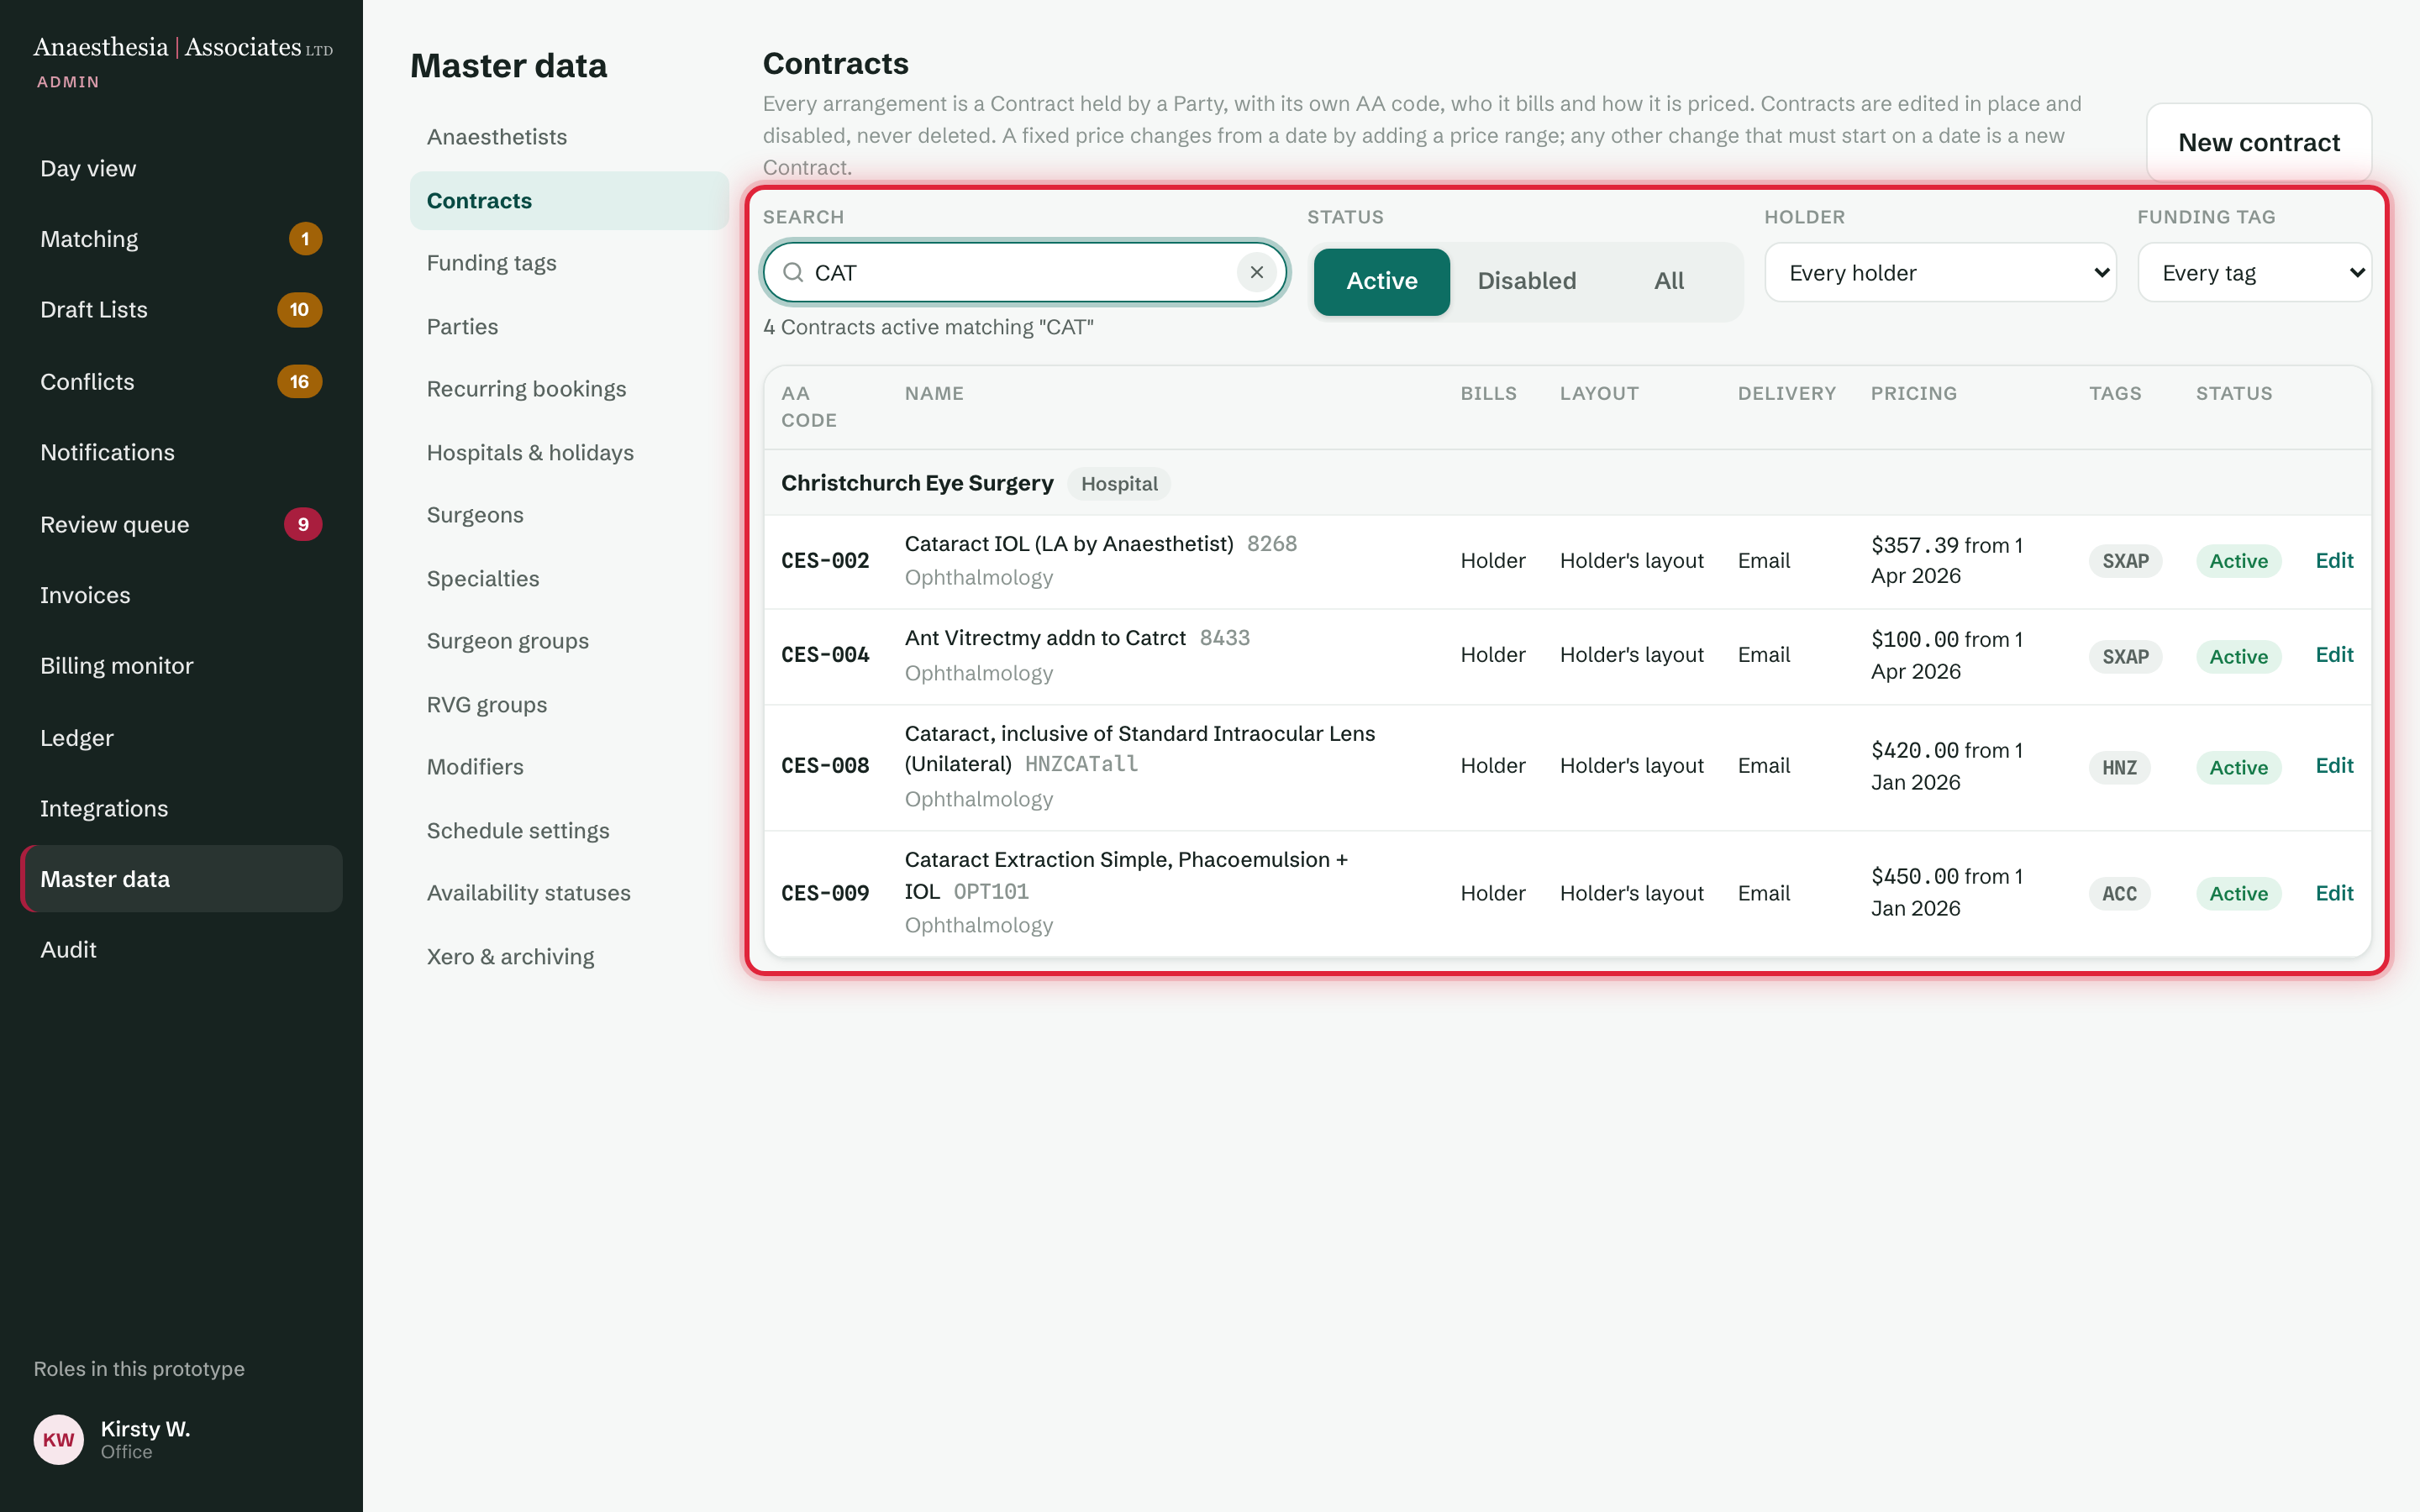 Anaesthesia | Associates LTD
ADMIN
Day view
Matching 1
Draft Lists 10
Conflicts 16
Notifications
Review queue 9
Invoices
Billing monitor
Ledger
Integrations
Master data
Audit
Roles in this prototype
KW
Kirsty W.
Office
Master data
Anaesthetists
Contracts
Funding tags
Parties
Recurring bookings
Hospitals & holidays
Surgeons
Specialties
Surgeon groups
RVG groups
Modifiers
Schedule settings
Availability statuses
Xero & archiving
Contracts
Every arrangement is a Contract held by a Party, with its own AA code, who it bills and how it is priced. Contracts are edited in place and
disabled, never deleted. A fixed price changes from a date by adding a price range; any other change that must start on a date is a new
Contract.
New contract
SEARCH STATUS HOLDER FUNDING TAG
CAT Active Disabled All Every holder Every tag
4 Contracts active matching "CAT"
AA NAME BILLS LAYOUT DELIVERY PRICING TAGS STATUS
CODE
Christchurch Eye Surgery Hospital
Cataract IOL (LA by Anaesthetist) 8268 $357.39 from 1
CES-002 Holder Holder's layout Email SXAP Active Edit
Ophthalmology Apr 2026
Ant Vitrectmy addn to Catrct 8433 $100.00 from 1
CES-004 Holder Holder's layout Email SXAP Active Edit
Ophthalmology Apr 2026
Cataract, inclusive of Standard Intraocular Lens $420.00 from 1
CES-008 (Unilateral) HNZCATall Holder Holder's layout Email HNZ Active Edit
Ophthalmology Jan 2026
Cataract Extraction Simple, Phacoemulsion + $450.00 from 1
CES-009 IOL OPT101 Holder Holder's layout Email ACC Active Edit
Ophthalmology Jan 2026